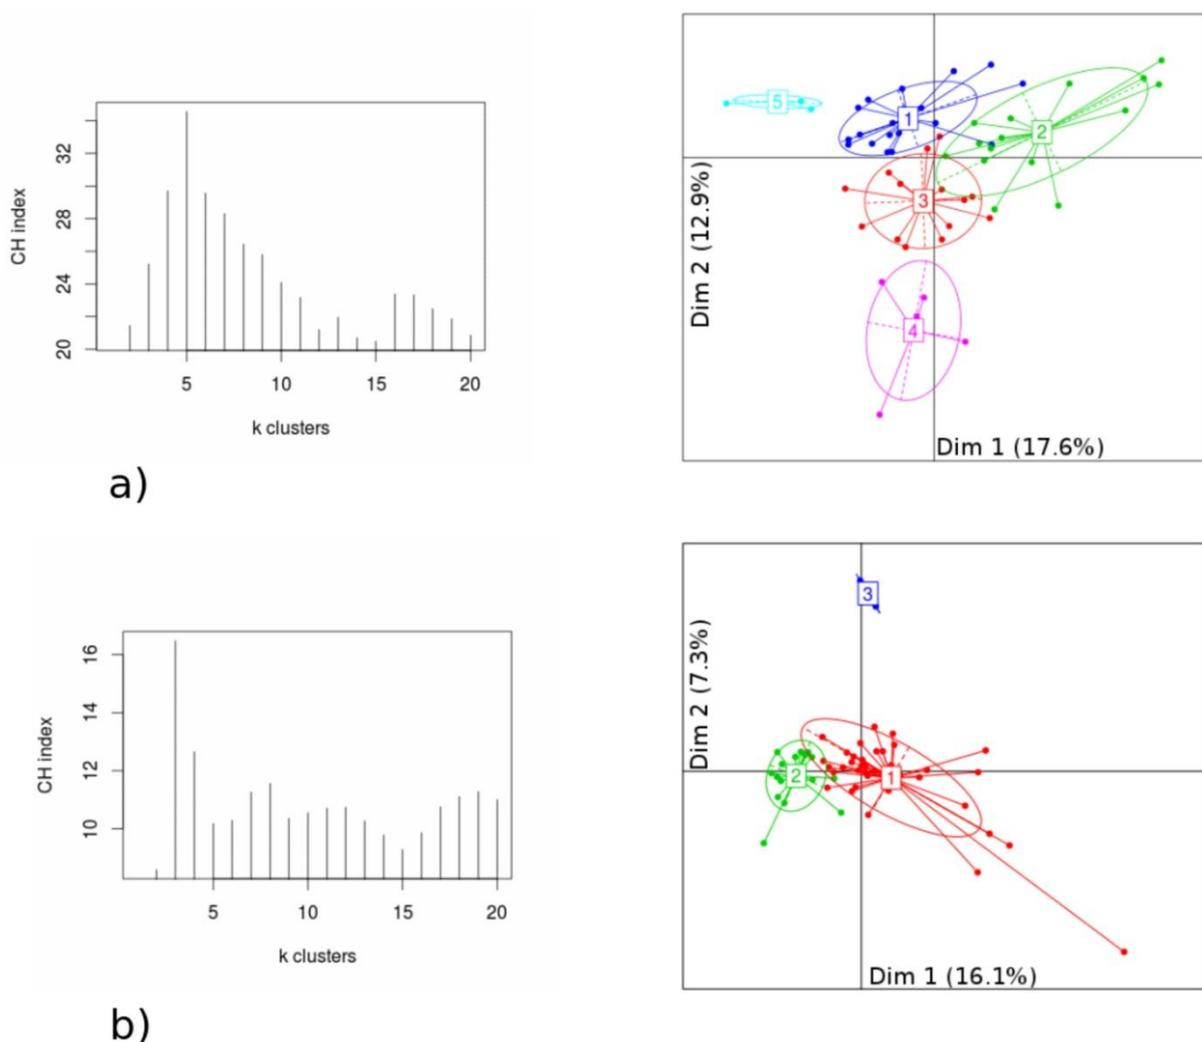 CH index
32
28
24
20
5
10
15
20
k clusters
a)
5
1
2
3
4
Dim 2 (12.9%)
Dim 1 (17.6%)
CH index
16
14
12
10
5
10
15
20
k clusters
b)
3
2
1
Dim 2 (7.3%)
Dim 1 (16.1%)